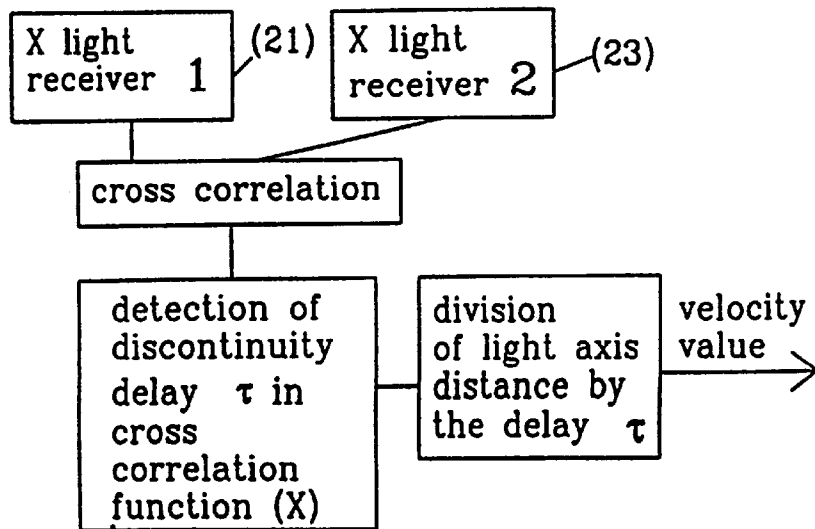 X light
receiver 1
(21)
X light
receiver 2
(23)
cross correlation
detection of
discontinuity
delay τ in
cross
correlation
function (X)
division
of light axis
distance by
the delay τ
velocity
value